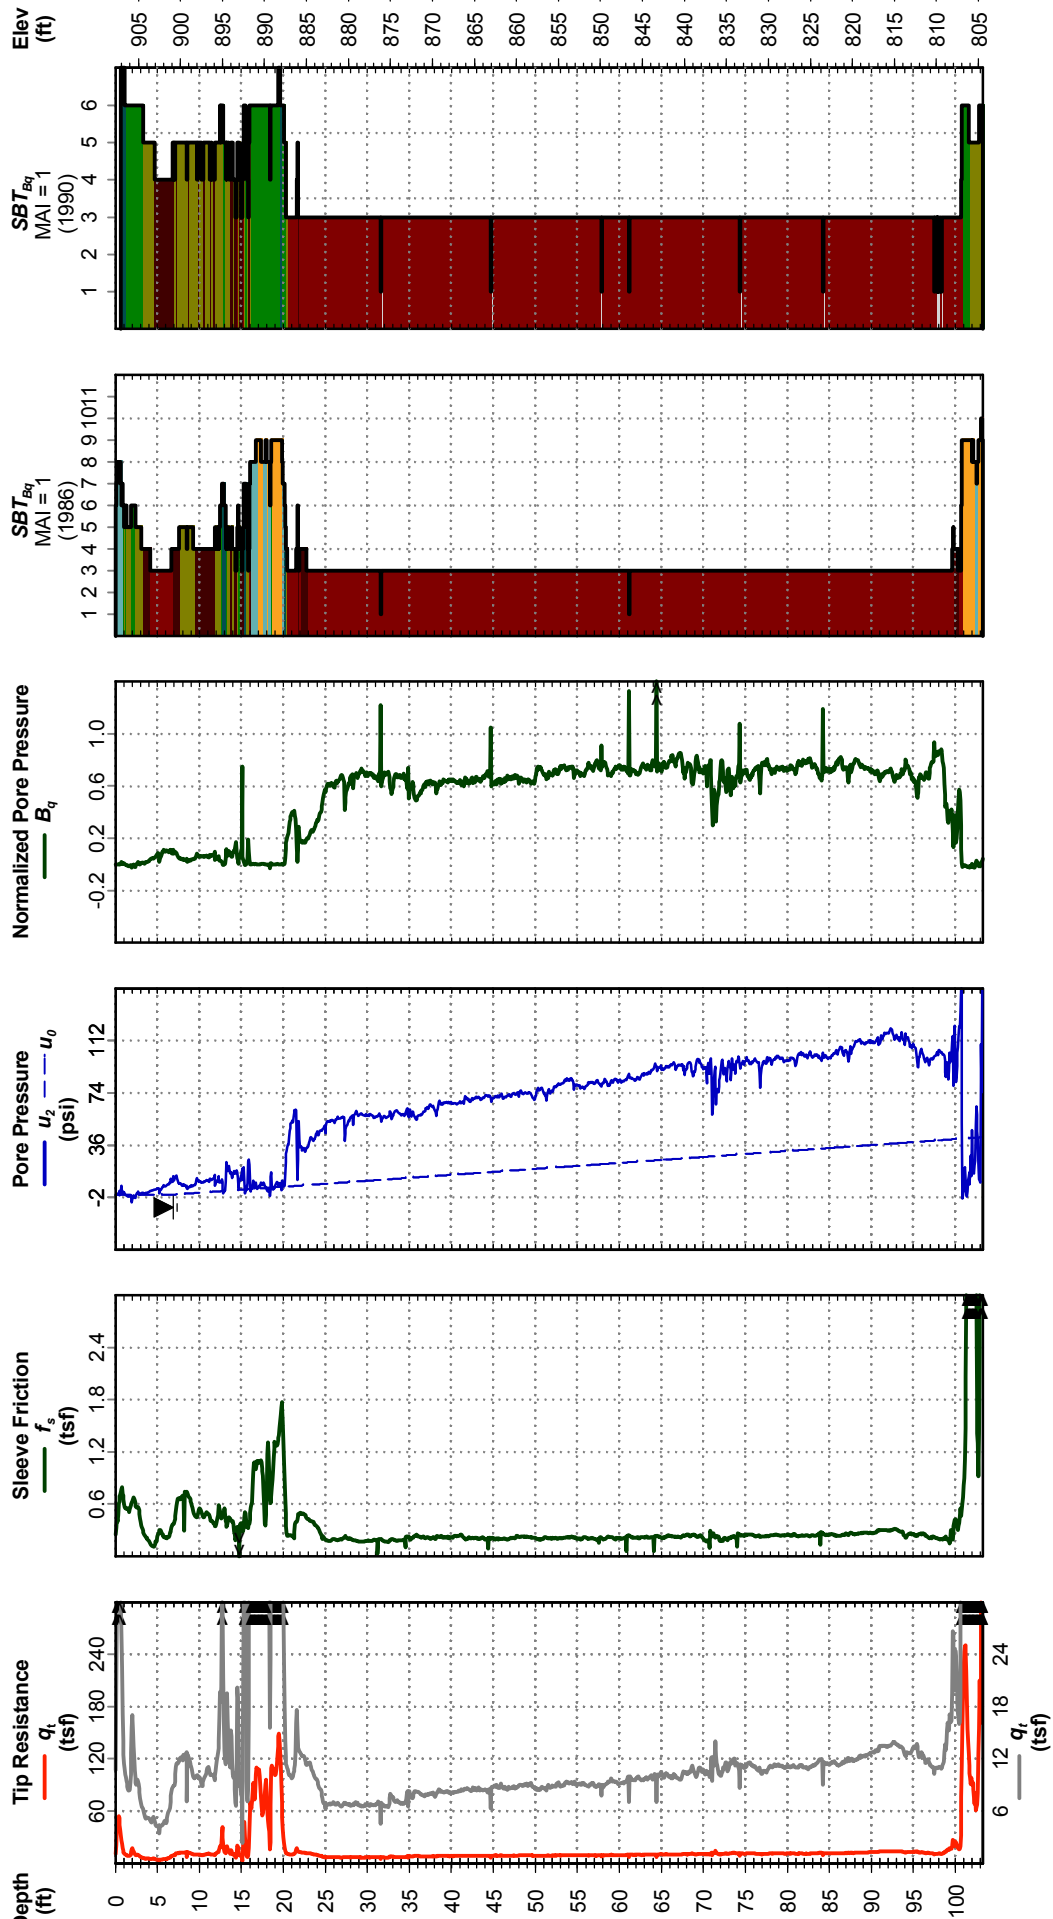 Depth
(ft)
Tip Resistance
q_t
(tsf)
60 120 180 240
Sleeve Friction
f_s
(tsf)
0.6 1.2 1.8 2.4
Pore Pressure
u_2 u_0
(psi)
-2 36 74 112
Normalized Pore Pressure
B_q
-0.2 0.2 0.6 1.0
SBT_Bq
MAI = 1
(1986)
1 2 3 4 5 6 7 8 9 10 11
SBT_Bq
MAI = 1
(1990)
1 2 3 4 5 6
Elev
(ft)
0
5
10
15
20
25
30
35
40
45
50
55
60
65
70
75
80
85
90
95
100
905
900
895
890
885
880
875
870
865
860
855
850
845
840
835
830
825
820
815
810
805
6 12 18 24
q_t
(tsf)